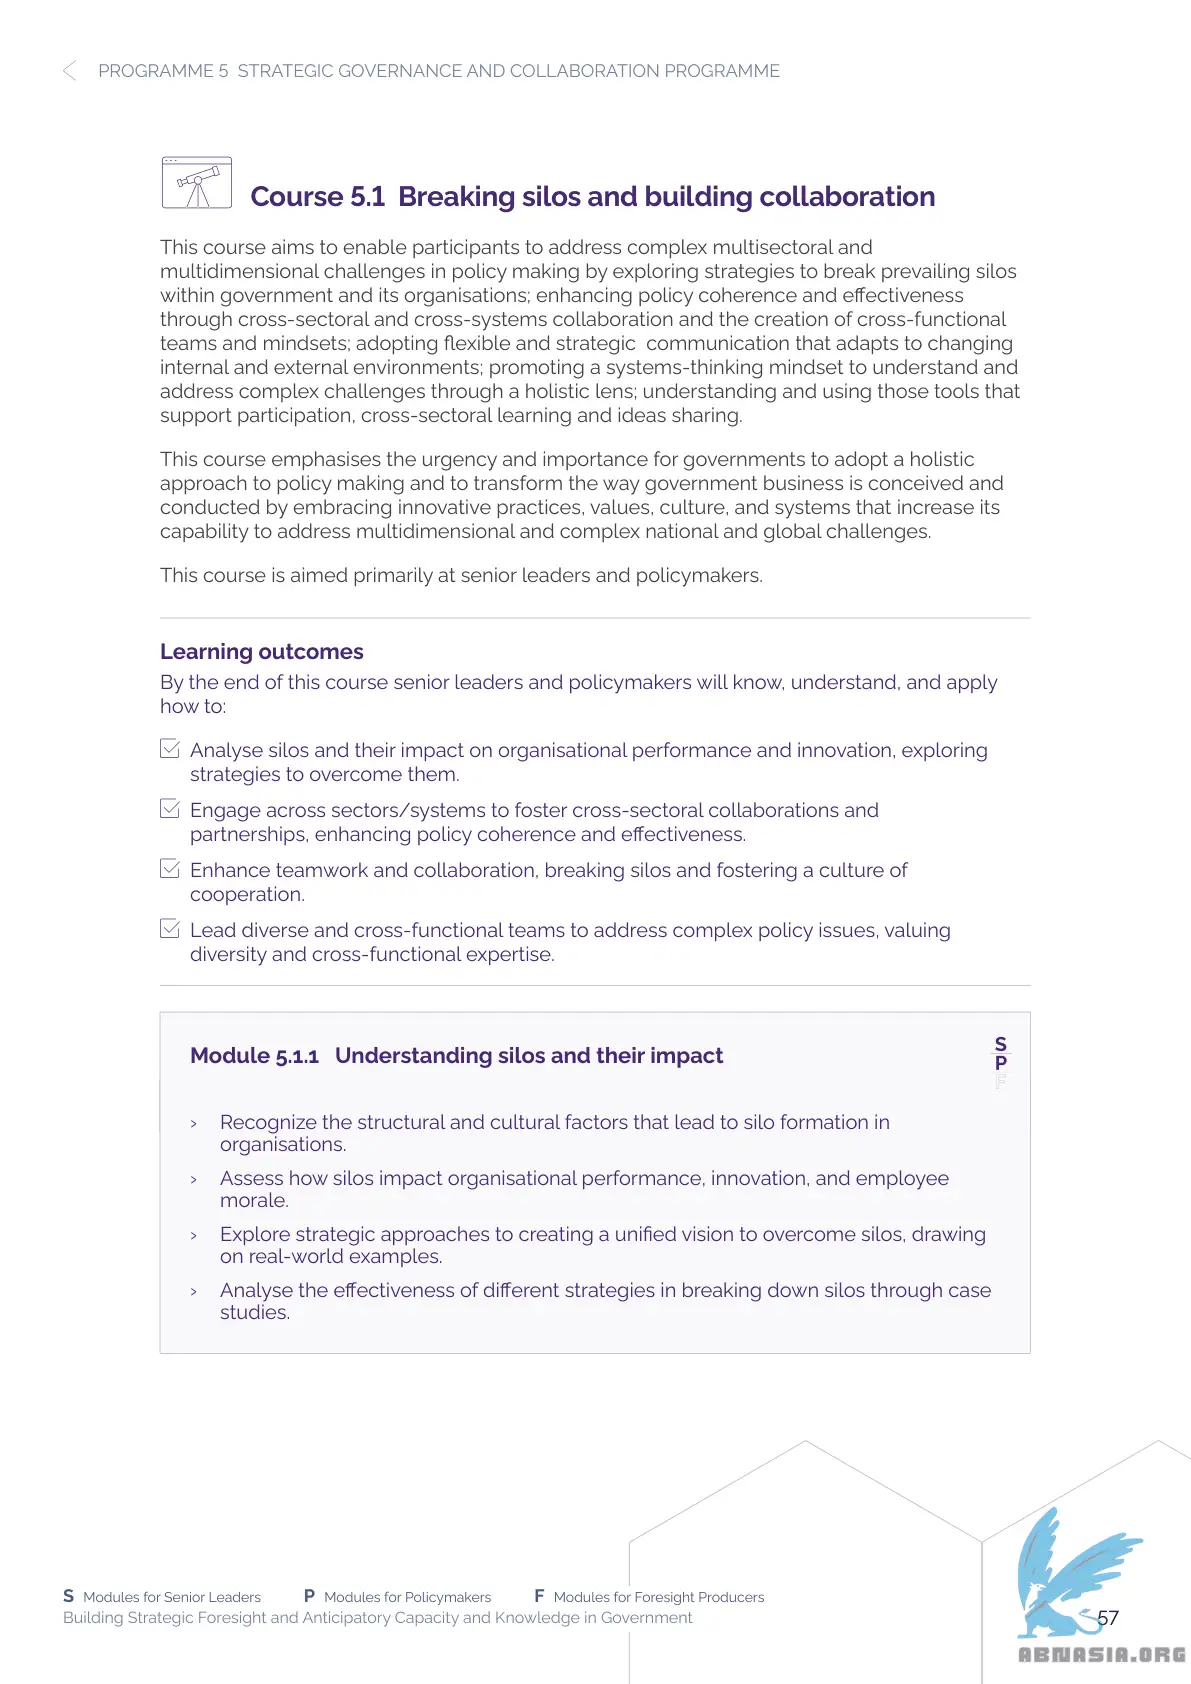 PROGRAMME 5  STRATEGIC GOVERNANCE AND COLLABORATION PROGRAMME
Course 5.1  Breaking silos and building collaboration
This course aims to enable participants to address complex multisectoral and
multidimensional challenges in policy making by exploring strategies to break prevailing silos
within government and its organisations; enhancing policy coherence and effectiveness
through cross-sectoral and cross-systems collaboration and the creation of cross-functional
teams and mindsets; adopting flexible and strategic  communication that adapts to changing
internal and external environments; promoting a systems-thinking mindset to understand and
address complex challenges through a holistic lens; understanding and using those tools that
support participation, cross-sectoral learning and ideas sharing.
This course emphasises the urgency and importance for governments to adopt a holistic
approach to policy making and to transform the way government business is conceived and
conducted by embracing innovative practices, values, culture, and systems that increase its
capability to address multidimensional and complex national and global challenges.
This course is aimed primarily at senior leaders and policymakers.
Learning outcomes
By the end of this course senior leaders and policymakers will know, understand, and apply
how to:
Analyse silos and their impact on organisational performance and innovation, exploring
strategies to overcome them.
Engage across sectors/systems to foster cross-sectoral collaborations and
partnerships, enhancing policy coherence and effectiveness.
Enhance teamwork and collaboration, breaking silos and fostering a culture of
cooperation.
Lead diverse and cross-functional teams to address complex policy issues, valuing
diversity and cross-functional expertise.
Module 5.1.1  Understanding silos and their impact
S
P
F
› Recognize the structural and cultural factors that lead to silo formation in
organisations.
› Assess how silos impact organisational performance, innovation, and employee
morale.
› Explore strategic approaches to creating a unified vision to overcome silos, drawing
on real-world examples.
› Analyse the effectiveness of different strategies in breaking down silos through case
studies.
S Modules for Senior Leaders P Modules for Policymakers F Modules for Foresight Producers
Building Strategic Foresight and Anticipatory Capacity and Knowledge in Government
57
ABNASIA.ORG